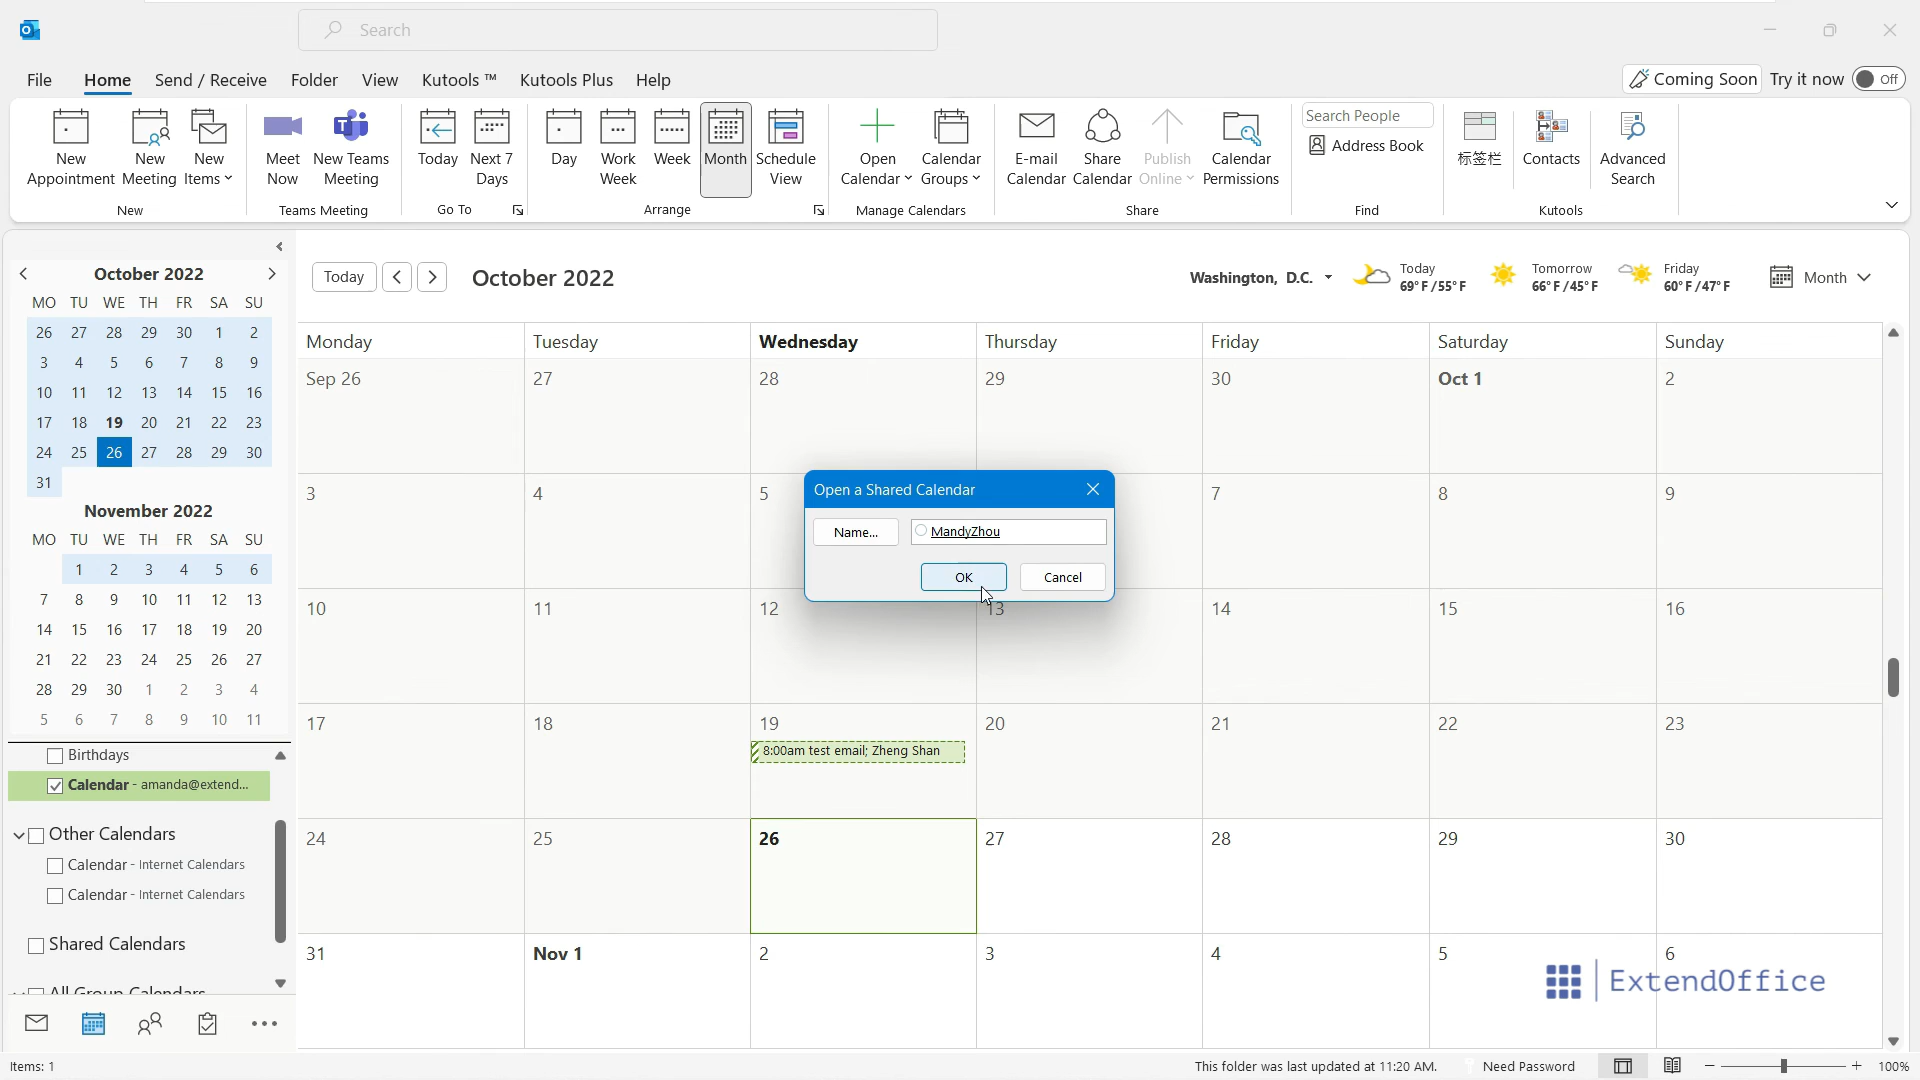 Search
File Home Send / Receive Folder View Kutools ™ Kutools Plus Help
Coming Soon Try it now Off
New Appointment
New Meeting
New Items
New
Meet Now
New Teams Meeting
Teams Meeting
Today
Next 7 Days
Go To
Day
Work Week
Week
Month
Schedule View
Arrange
Open Calendar
Calendar Groups
Manage Calendars
E-mail Calendar
Share Calendar
Publish Online
Calendar Permissions
Share
Search People
Address Book
Find
标签栏
Contacts
Advanced Search
Kutools
October 2022
MO TU WE TH FR SA SU
26 27 28 29 30 1 2
3 4 5 6 7 8 9
10 11 12 13 14 15 16
17 18 19 20 21 22 23
24 25 26 27 28 29 30
31
November 2022
MO TU WE TH FR SA SU
1 2 3 4 5 6
7 8 9 10 11 12 13
14 15 16 17 18 19 20
21 22 23 24 25 26 27
28 29 30 1 2 3 4
5 6 7 8 9 10 11
Birthdays
Calendar - amanda@extend...
Other Calendars
Calendar - Internet Calendars
Calendar - Internet Calendars
Shared Calendars
All Group Calendars
Today October 2022
Washington, D.C.
Today
69°F/55°F
Tomorrow
66°F/45°F
Friday
60°F/47°F
Month
Monday Tuesday Wednesday Thursday Friday Saturday Sunday
Sep 26 27 28 29 30 Oct 1 2
3 4 5 7 8 9
Open a Shared Calendar
Name... MandyZhou
OK Cancel
10 11 12 13 14 15 16
17 18 19 20 21 22 23
8:00am test email; Zheng Shan
24 25 26 27 28 29 30
31 Nov 1 2 3 4 5 6
ExtendOffice
Items: 1
This folder was last updated at 11:20 AM. Need Password 100%